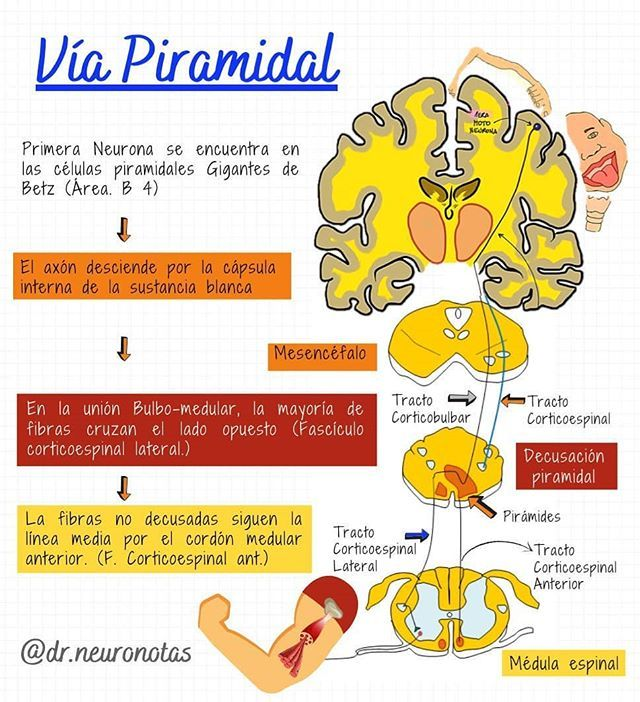 Vía Piramidal
Primera Neurona se encuentra en
las células piramidales Gigantes de
Betz (Área. B 4)
El axón desciende por la cápsula
interna de la sustancia blanca
En la unión Bulbo-medular, la mayoría de
fibras cruzan el lado opuesto (Fascículo
corticoespinal lateral.)
La fibras no decusadas siguen la
línea media por el cordón medular
anterior. (F. Corticoespinal ant.)
@dr.neuronotas
1ERA
MOTO
NEURONA
Mesencéfalo
Tracto
Corticobulbar
Tracto
Corticoespinal
Decusación
piramidal
Pirámides
Tracto
Corticoespinal
Lateral
Tracto
Corticoespinal
Anterior
Médula espinal